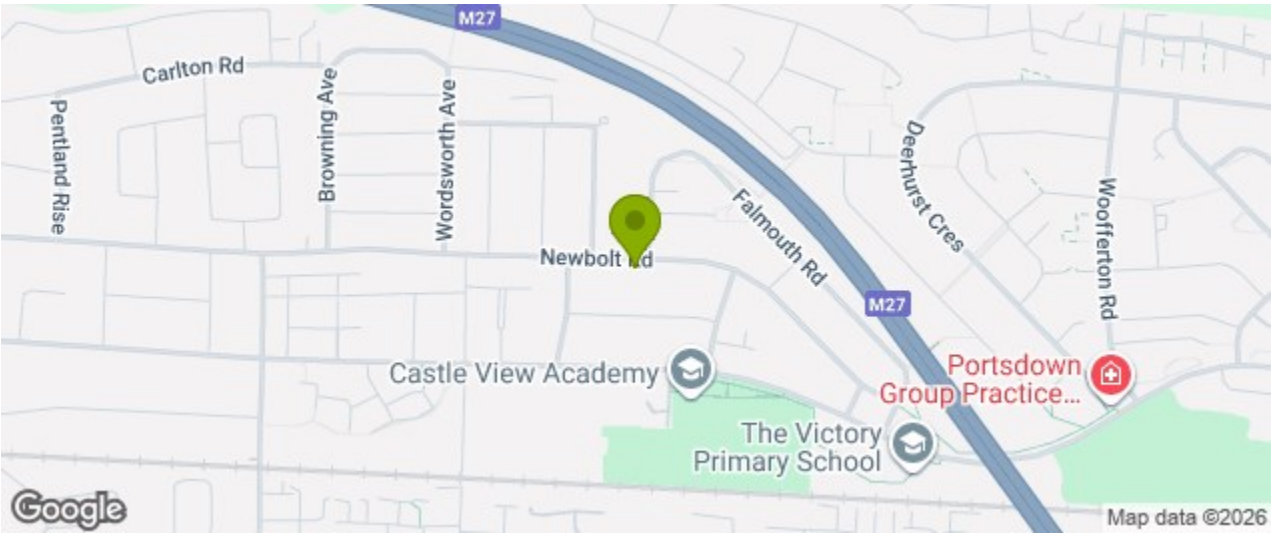 M27
Carlton Rd
Pentland Rise
Browning Ave
Wordsworth Ave
Deerhurst Cres
Woofferton Rd
Falmouth Rd
Newbolt Rd
M27
Castle View Academy
Portsdown
Group Practice...
The Victory
Primary School
Google
Map data ©2026